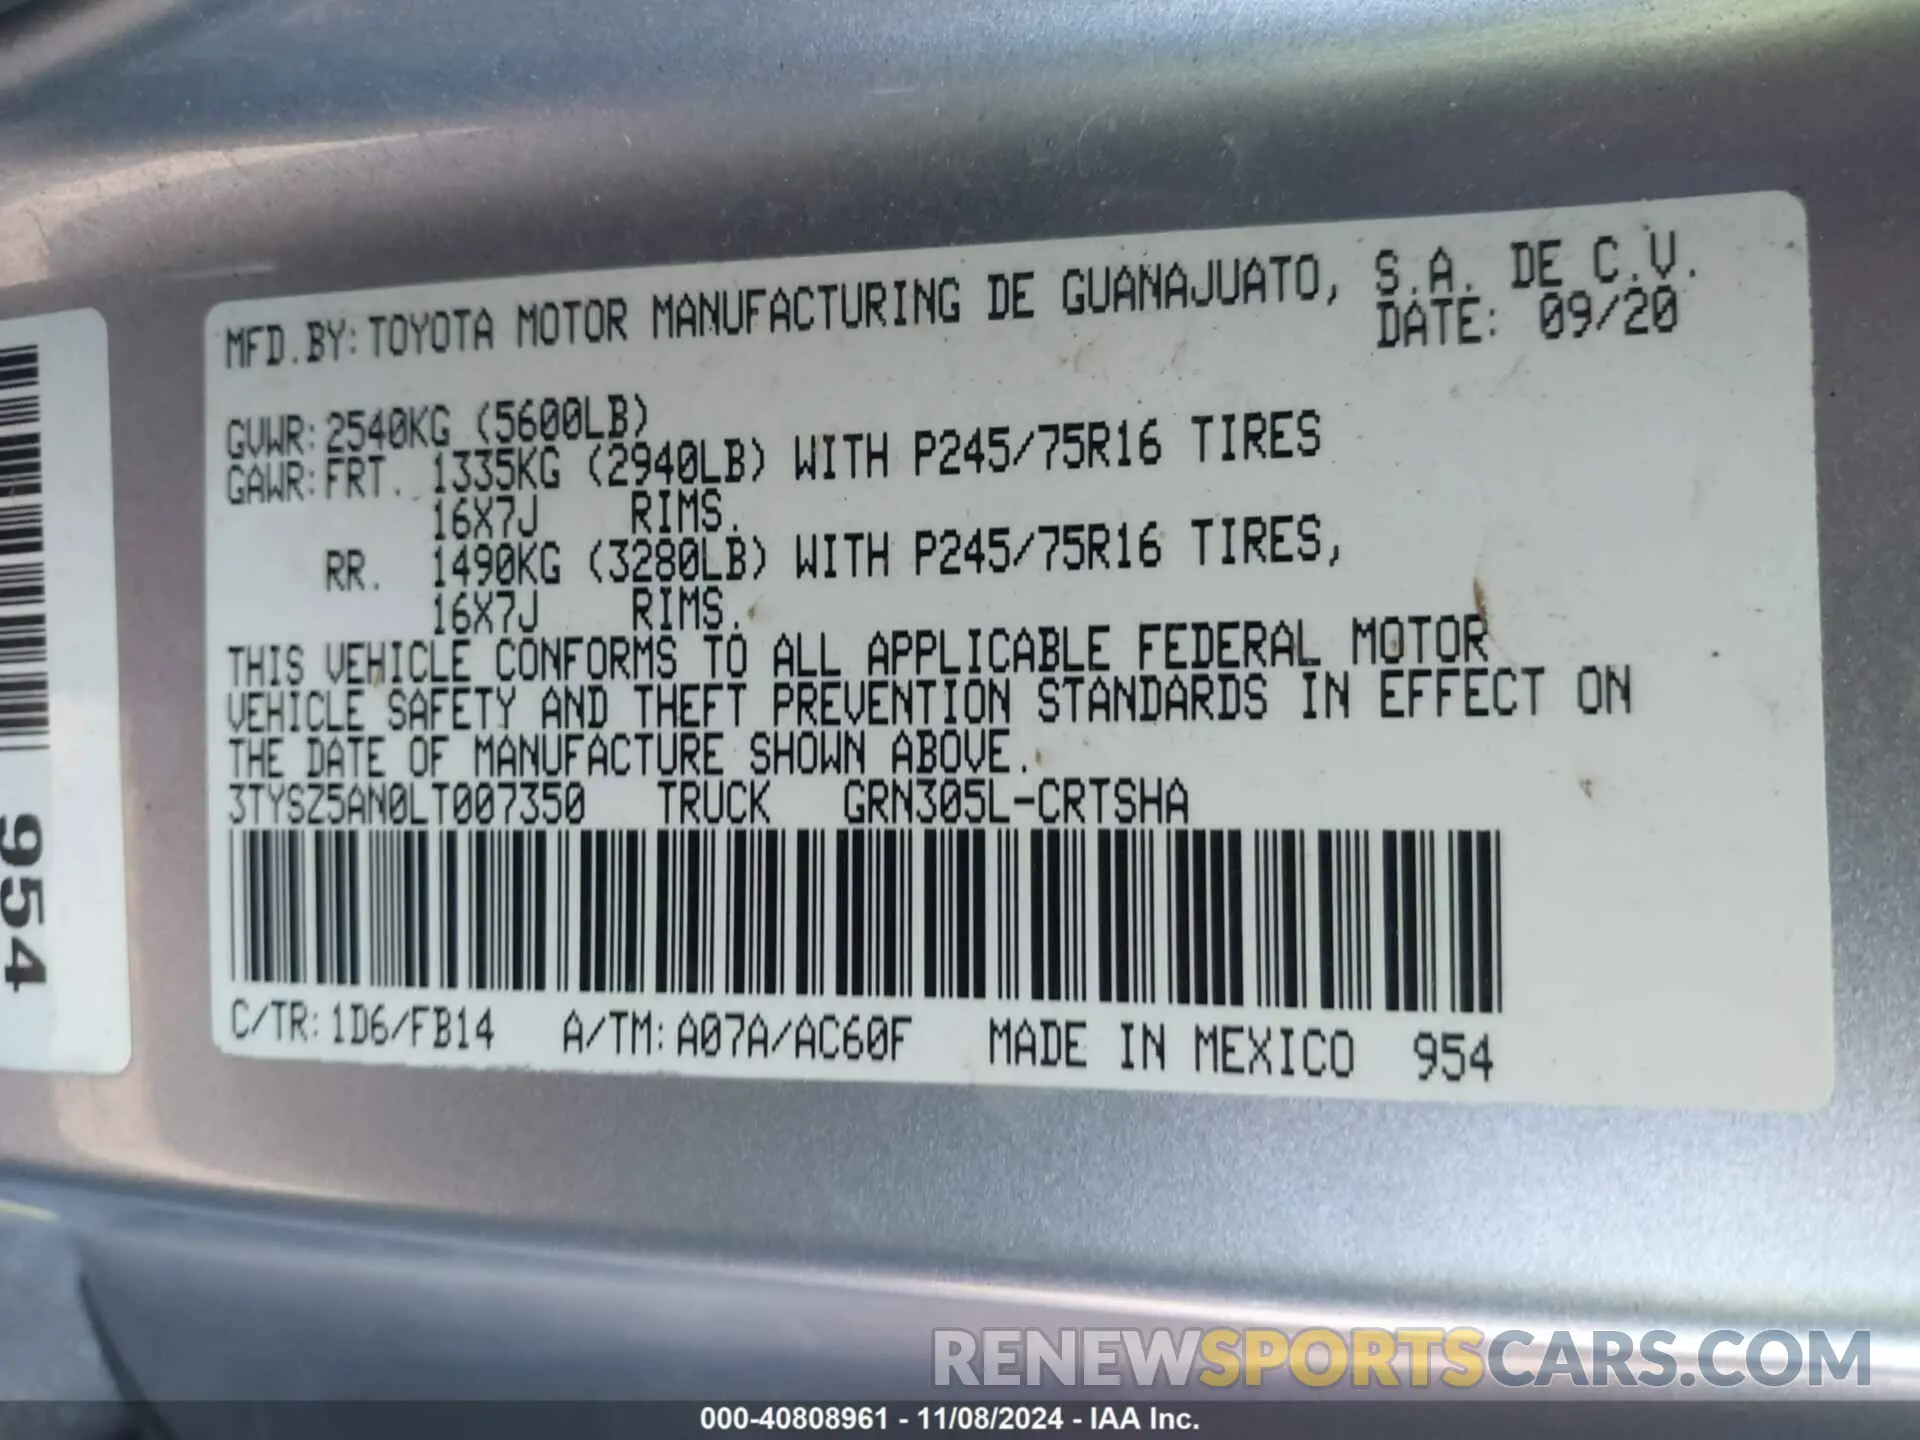 MFD.BY: TOYOTA MOTOR MANUFACTURING DE GUANAJUATO, S.A. DE C.V.
DATE: 09/20
GVWR: 2540KG (5600LB)
GAWR: FRT. 1335KG (2940LB) WITH P245/75R16 TIRES
16X7J RIMS.
RR. 1490KG (3280LB) WITH P245/75R16 TIRES,
16X7J RIMS.
THIS VEHICLE CONFORMS TO ALL APPLICABLE FEDERAL MOTOR
VEHICLE SAFETY AND THEFT PREVENTION STANDARDS IN EFFECT ON
THE DATE OF MANUFACTURE SHOWN ABOVE.
3TYSZ5AN0LT007350 TRUCK GRN305L-CRTSHA
C/TR: 1D6/FB14 A/TM: A07A/AC60F MADE IN MEXICO 954
954
RENEWSPORTSCARS.COM
000-40808961 - 11/08/2024 - IAA Inc.